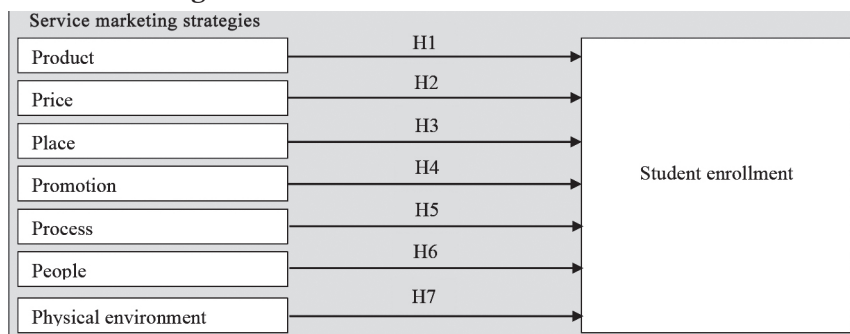 Service marketing strategies
Product
H1
Price
H2
Place
H3
Promotion
H4
Process
H5
People
H6
Physical environment
H7
Student enrollment